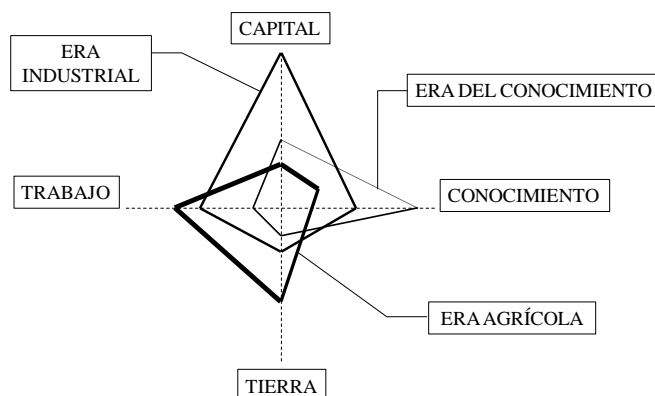 CAPITAL
ERA
INDUSTRIAL
ERA DEL CONOCIMIENTO
TRABAJO
CONOCIMIENTO
ERA AGRÍCOLA
TIERRA